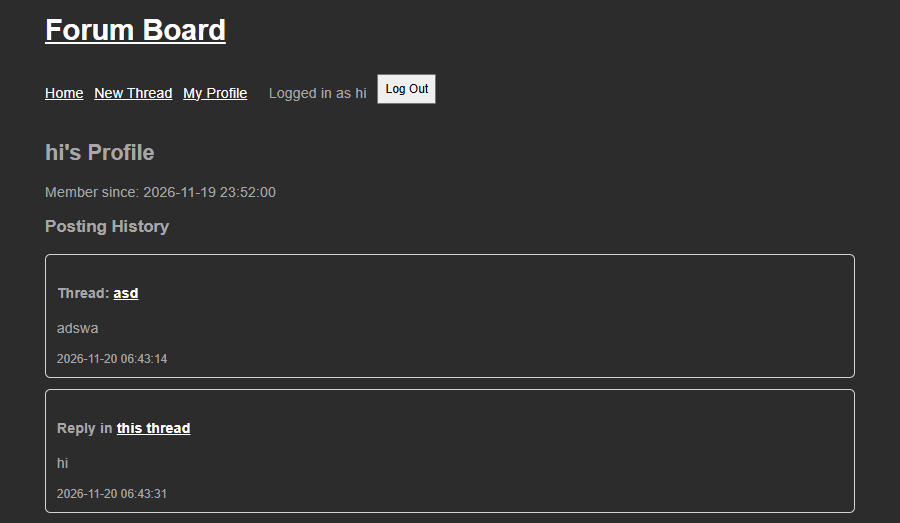 Forum Board
Home New Thread My Profile Logged in as hi Log Out
hi's Profile
Member since: 2026-11-19 23:52:00
Posting History
Thread: asd
adswa
2026-11-20 06:43:14
Reply in this thread
hi
2026-11-20 06:43:31